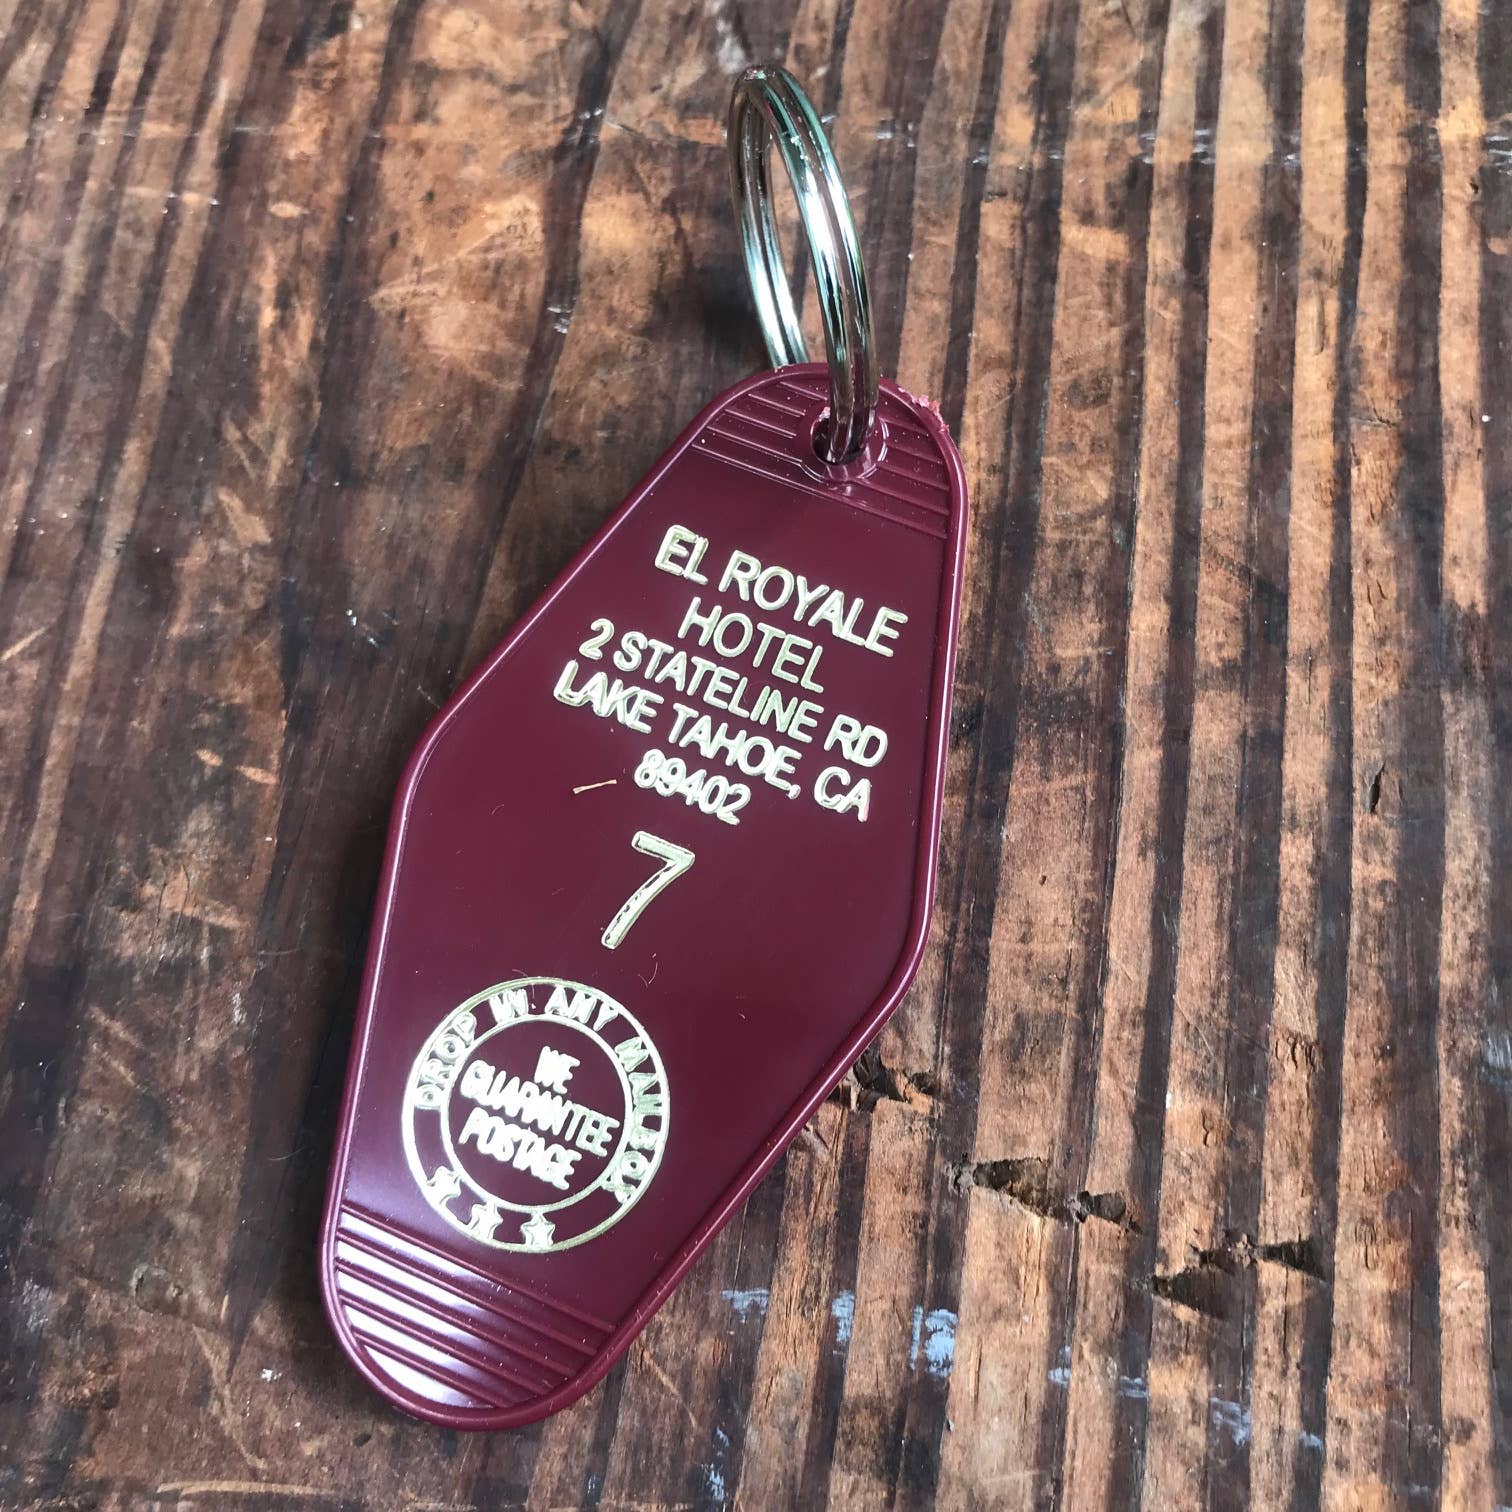 EL ROYALE
HOTEL
2 STATELINE RD
LAKE TAHOE, CA
89402
7
DROP IN ANY MAILBOX
WE
GUARANTEE
POSTAGE